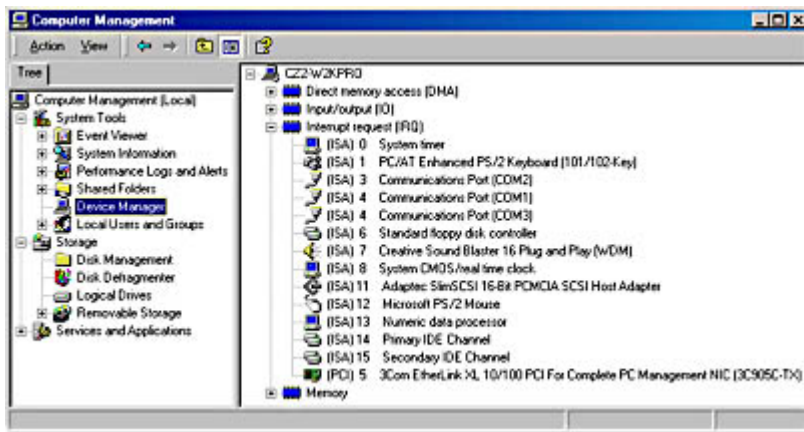 Computer Management
Action View
Tree
Computer Management (Local)
System Tools
Event Viewer
System Information
Performance Logs and Alerts
Shared Folders
Device Manager
Local Users and Groups
Storage
Disk Management
Disk Defragmenter
Logical Drives
Removable Storage
Services and Applications
CZ2-W2KPRO
Direct memory access (DMA)
Input/output (IO)
Interrupt request (IRQ)
(ISA) 0 System timer
(ISA) 1 PC/AT Enhanced PS/2 Keyboard (101/102-Key)
(ISA) 3 Communications Port (COM2)
(ISA) 4 Communications Port (COM1)
(ISA) 4 Communications Port (COM3)
(ISA) 6 Standard floppy disk controller
(ISA) 7 Creative Sound Blaster 16 Plug and Play (WDM)
(ISA) 8 System CMOS/real time clock
(ISA) 11 Adaptec SlimSCSI 16-Bit PCMCIA SCSI Host Adapter
(ISA) 12 Microsoft PS/2 Mouse
(ISA) 13 Numeric data processor
(ISA) 14 Primary IDE Channel
(ISA) 15 Secondary IDE Channel
(PCI) 5 3Com EtherLink XL 10/100 PCI For Complete PC Management NIC (3C905C-TX)
Memory